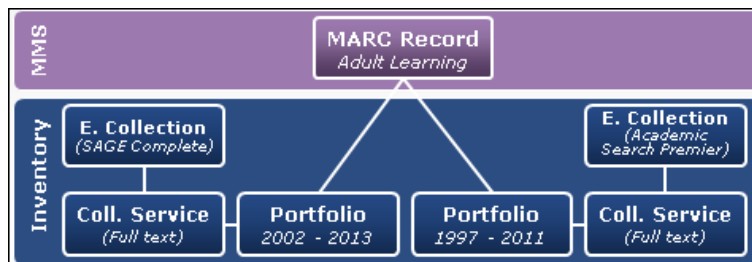 MMS
MARC Record
Adult Learning
Inventory
E. Collection
(SAGE Complete)
E. Collection
(Academic
Search Premier)
Coll. Service
(Full text)
Portfolio
2002 - 2013
Portfolio
1997 - 2011
Coll. Service
(Full text)